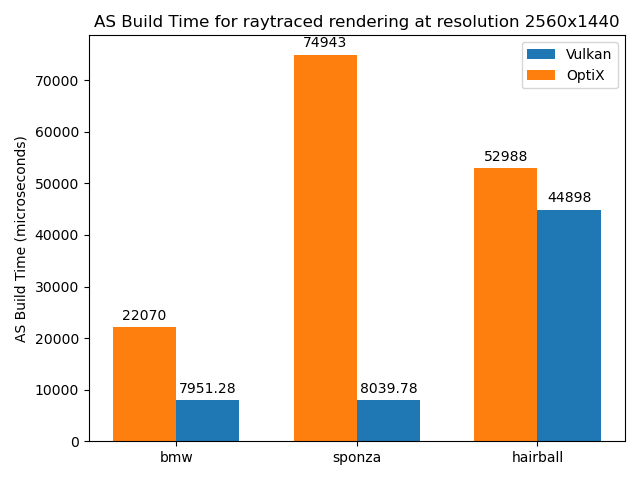 AS Build Time for raytraced rendering at resolution 2560x1440
74943
Vulkan
OptiX
70000
60000
52988
50000
44898
40000
AS Build Time (microseconds)
30000
22070
20000
7951.28
8039.78
10000
0
bmw
sponza
hairball